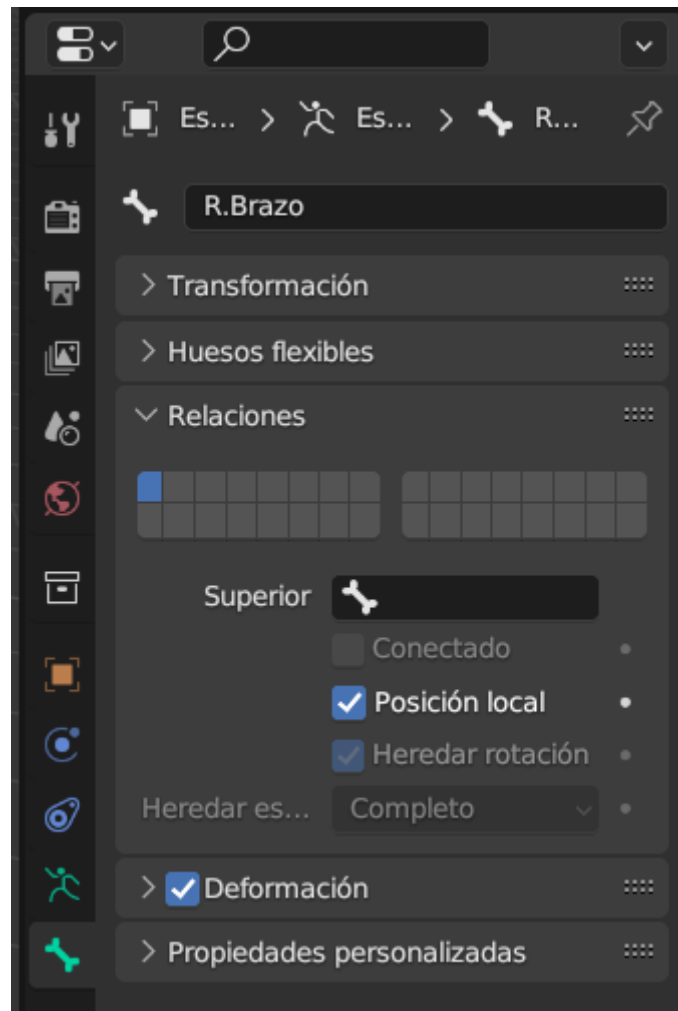 Es... > Es... > R...
R.Brazo
Transformación
Huesos flexibles
Relaciones
Superior
Conectado
Posición local
Heredar rotación
Heredar es... Completo
Deformación
Propiedades personalizadas